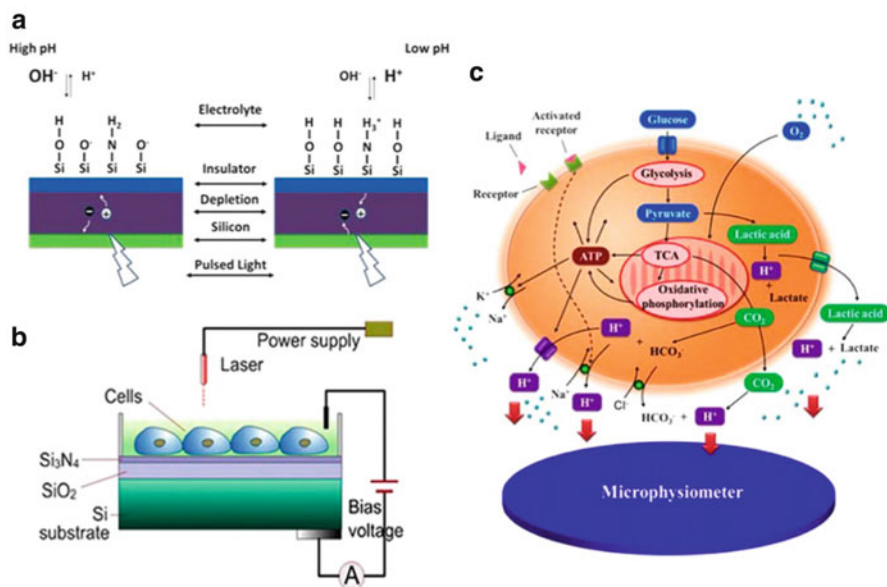 a
High pH
Low pH
OH⁻ H⁺
OH⁻ H⁺
Electrolyte
H H₂
O O⁻ N O⁻
Si Si Si Si
H H H₃⁺ H
O O N O
Si Si Si Si
Insulator
Depletion
Silicon
Pulsed Light
b
Power supply
Laser
Cells
Si₃N₄
SiO₂
Si
substrate
Bias
voltage
A
c
Ligand
Activated
receptor
Receptor
Glucose
O₂
Glycolysis
Pyruvate
Lactic acid
H⁺
+
Lactate
ATP
TCA
Oxidative
phosphorylation
K⁺
Na⁺
CO₂
Lactic acid
H⁺ + Lactate
H⁺ + HCO₃⁻
CO₂
H⁺
Na⁺
H⁺
Cl⁻
HCO₃⁻ + H⁺
Microphysiometer